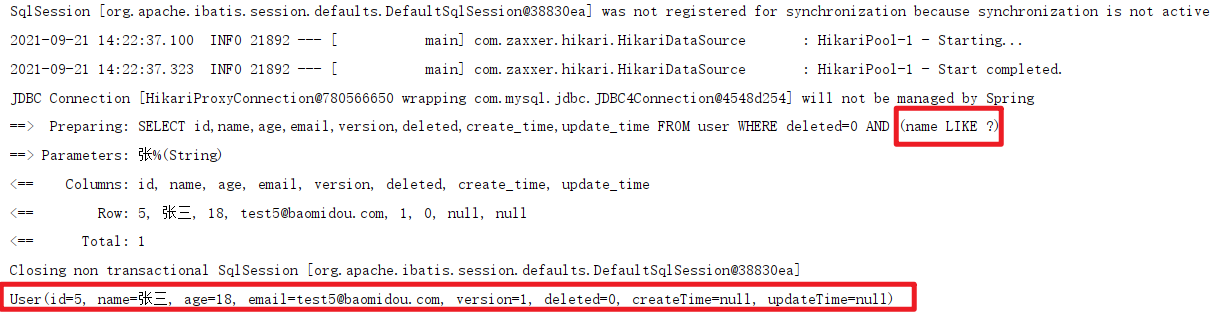 SqlSession [org.apache.ibatis.session.defaults.DefaultSqlSession@38830ea] was not registered for synchronization because synchronization is not active
2021-09-21 14:22:37.100  INFO 21892 --- [           main] com.zaxxer.hikari.HikariDataSource       : HikariPool-1 - Starting...
2021-09-21 14:22:37.323  INFO 21892 --- [           main] com.zaxxer.hikari.HikariDataSource       : HikariPool-1 - Start completed.
JDBC Connection [HikariProxyConnection@780566650 wrapping com.mysql.jdbc.JDBC4Connection@4548d254] will not be managed by Spring
==>  Preparing: SELECT id,name,age,email,version,deleted,create_time,update_time FROM user WHERE deleted=0 AND (name LIKE ?)
==> Parameters: 张%(String)
<==    Columns: id, name, age, email, version, deleted, create_time, update_time
<==        Row: 5, 张三, 18, test5@baomidou.com, 1, 0, null, null
<==      Total: 1
Closing non transactional SqlSession [org.apache.ibatis.session.defaults.DefaultSqlSession@38830ea]
User(id=5, name=张三, age=18, email=test5@baomidou.com, version=1, deleted=0, createTime=null, updateTime=null)